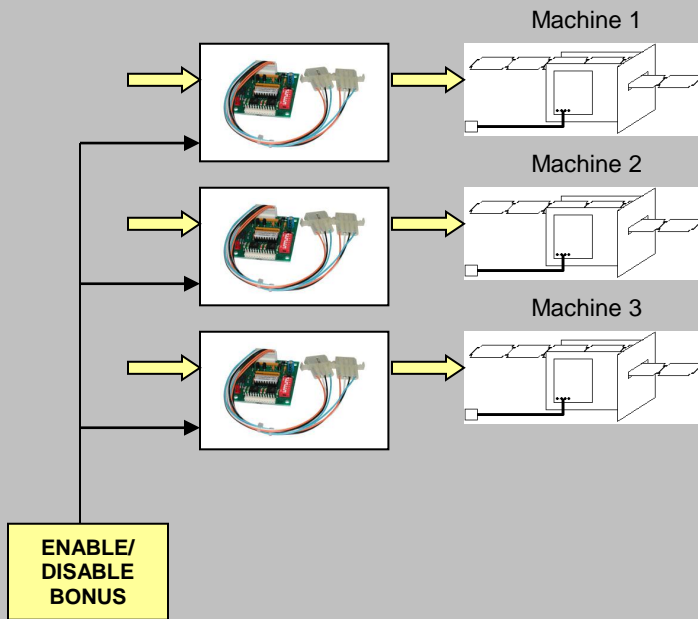 Machine 1
Machine 2
Machine 3
ENABLE/
DISABLE
BONUS